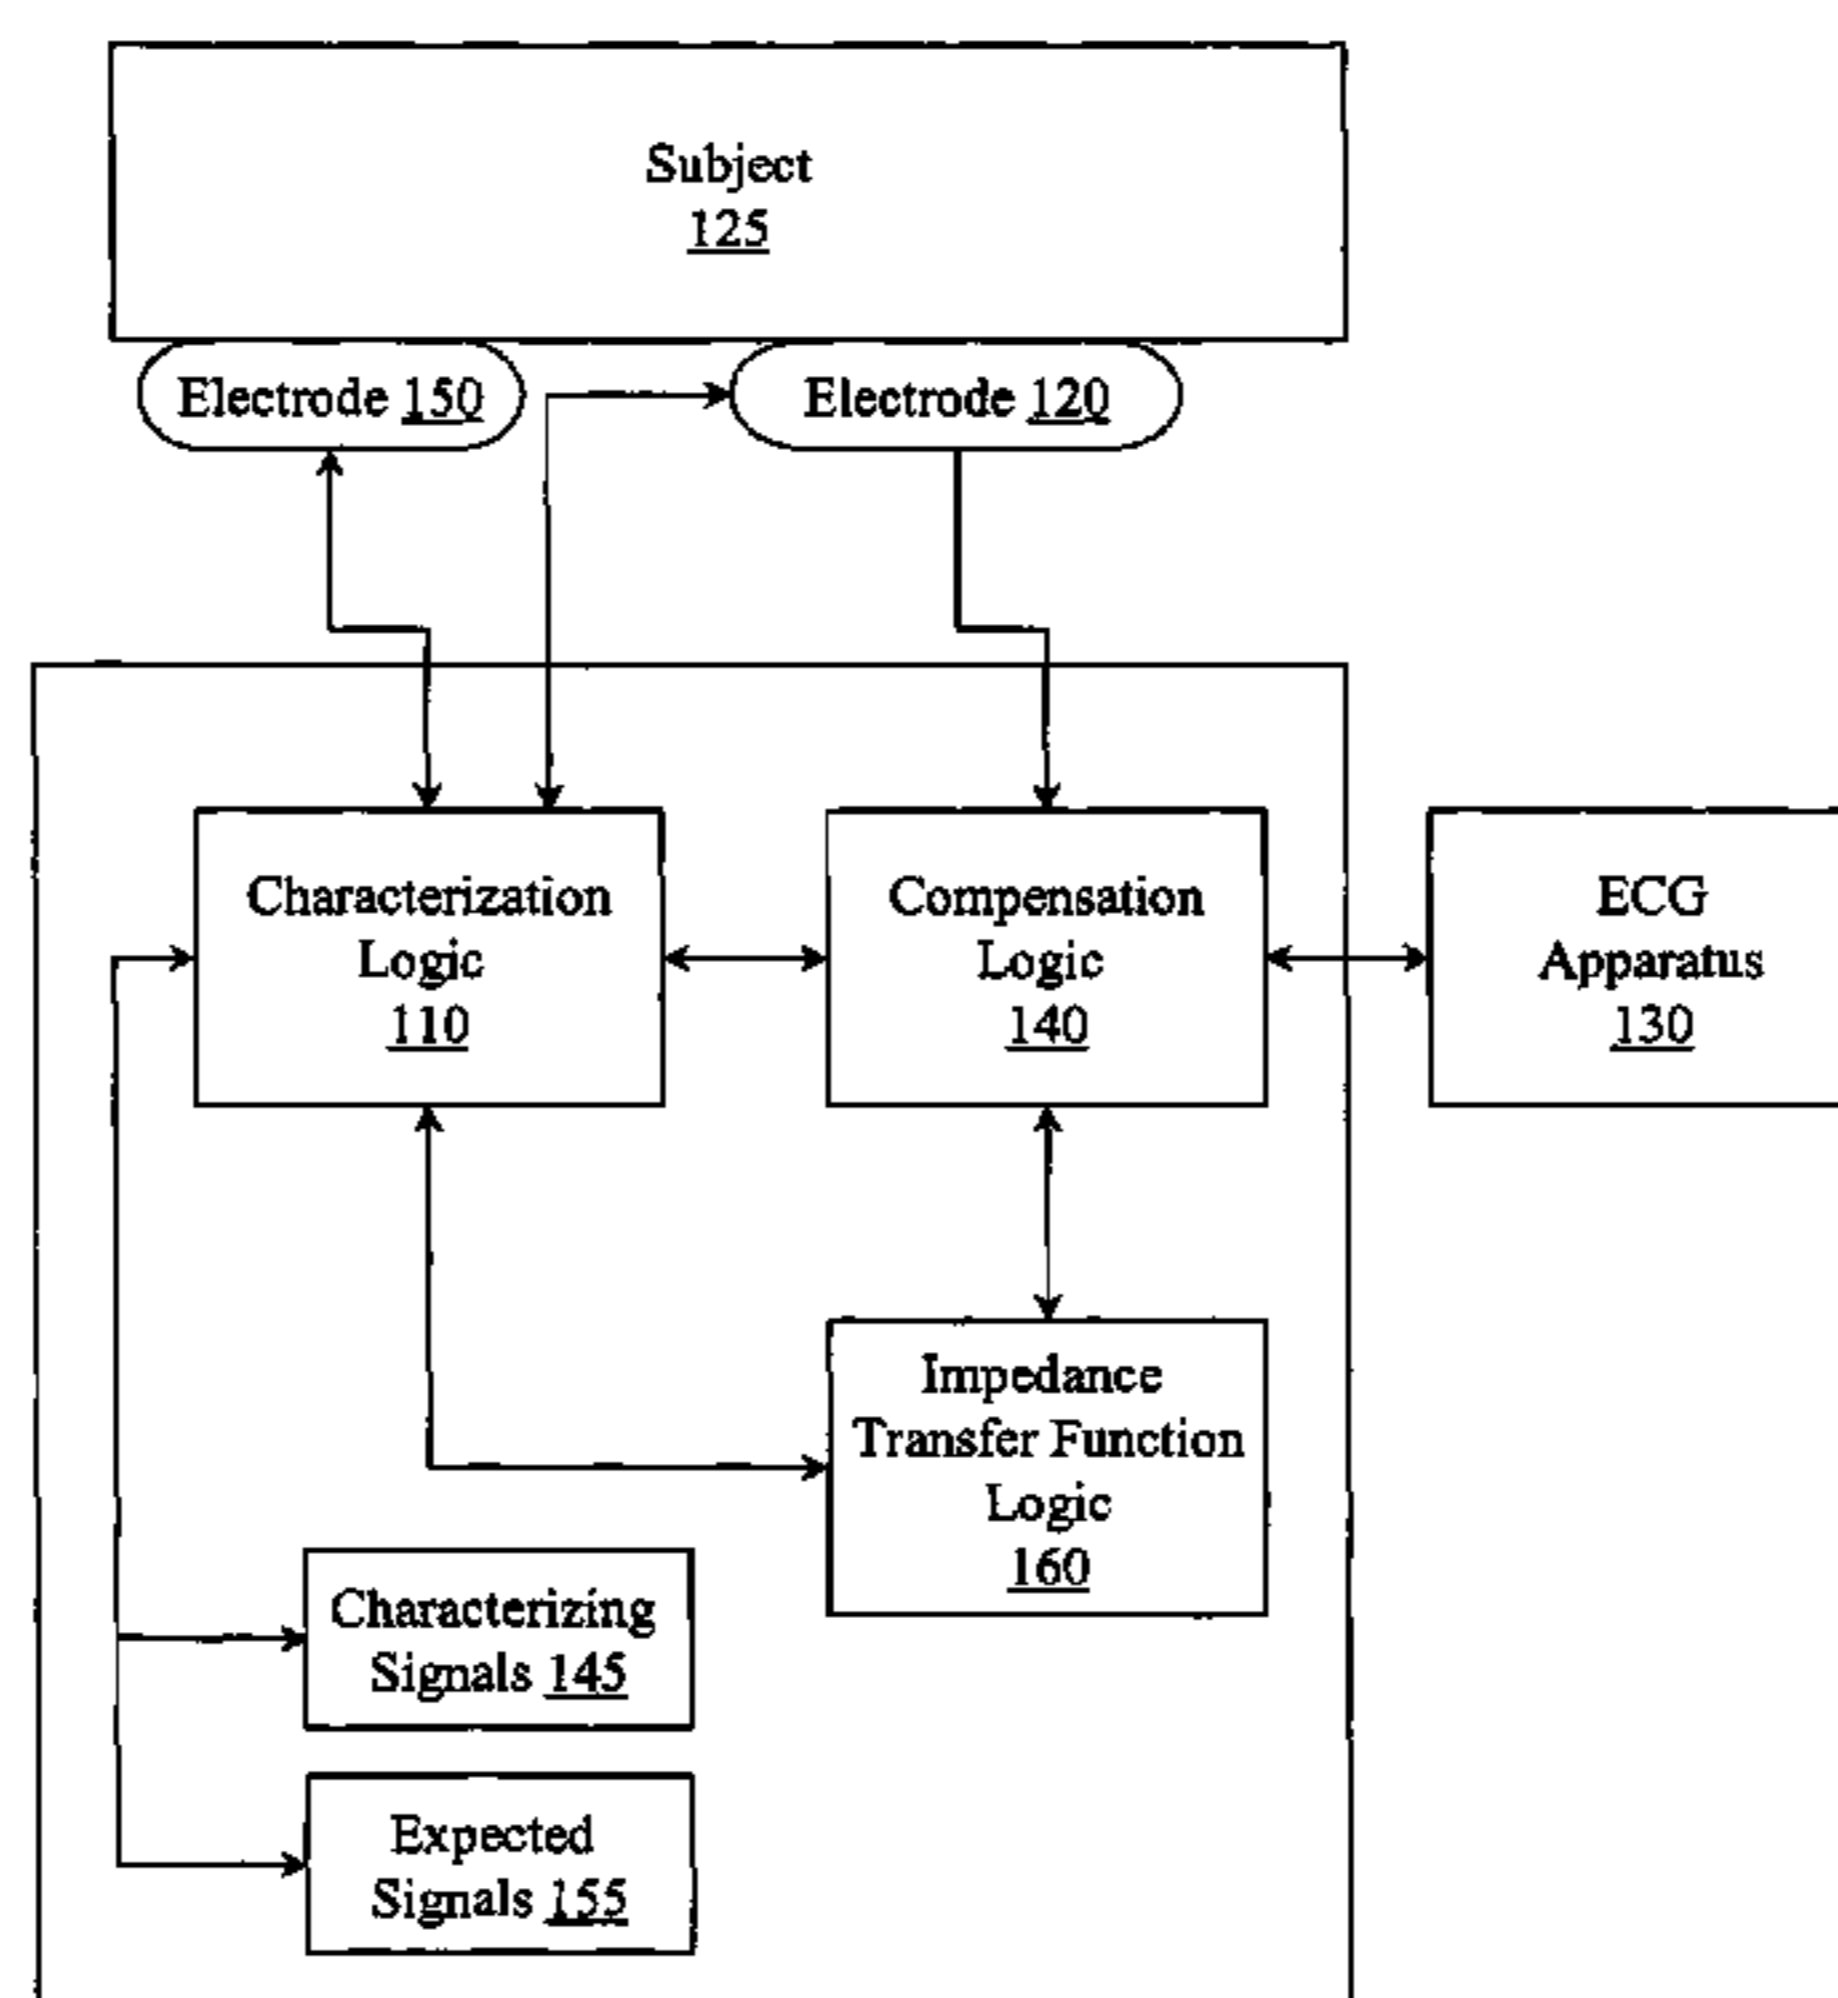 Subject
125
Electrode 150
Electrode 120
Characterization
Logic
110
Compensation
Logic
140
ECG
Apparatus
130
Impedance
Transfer Function
Logic
160
Characterizing
Signals 145
Expected
Signals 155